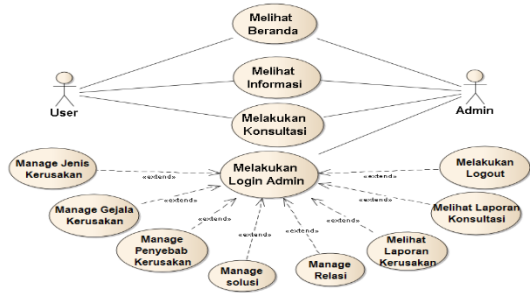 Melihat
Beranda
Melihat
Informasi
User
Admin
Melakukan
Konsultasi
Manage Jenis
Kerusakan
«extend»
Melakukan
Login Admin
«extend»
Melakukan
Logout
Manage Gejala
Kerusakan
«extend»
«extend»
Melihat Laporan
Konsultasi
Manage
Penyebab
Kerusakan
«extend»
«extend»
Manage
solusi
«extend»
Manage
Relasi
«extend»
Melihat
Laporan
Kerusakan